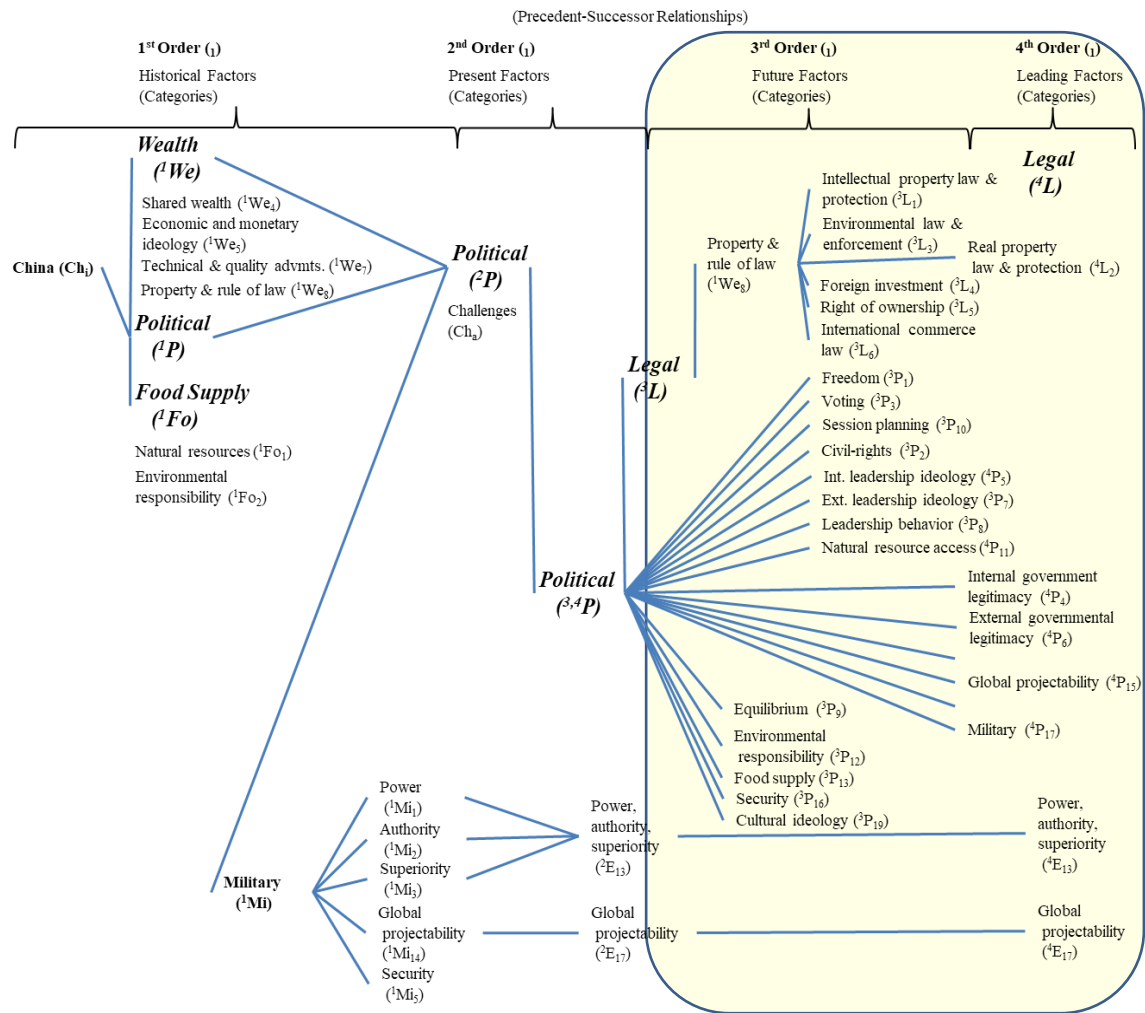 (Precedent-Successor Relationships)
1st Order (1)
Historical Factors
(Categories)
2nd Order (1)
Present Factors
(Categories)
3rd Order (1)
Future Factors
(Categories)
4th Order (1)
Leading Factors
(Categories)
China (Chi)
Wealth
(1We)
Shared wealth (1We4)
Economic and monetary
ideology (1We5)
Technical & quality advmts. (1We7)
Property & rule of law (1We8)
Political
(1P)
Food Supply
(1Fo)
Natural resources (1Fo1)
Environmental
responsibility (1Fo2)
Military
(1Mi)
Power
(1Mi1)
Authority
(1Mi2)
Superiority
(1Mi3)
Global
projectability
(1Mi14)
Security
(1Mi5)
Political
(2P)
Challenges
(Cha)
Political
(3,4P)
Power,
authority,
superiority
(2E13)
Global
projectability
(2E17)
Legal
(3L)
Property &
rule of law
(1We8)
Intellectual property law &
protection (3L1)
Environmental law &
enforcement (3L3)
Foreign investment (3L4)
Right of ownership (3L5)
International commerce
law (3L6)
Freedom (3P1)
Voting (3P3)
Session planning (3P10)
Civil-rights (3P2)
Int. leadership ideology (4P5)
Ext. leadership ideology (3P7)
Leadership behavior (3P8)
Natural resource access (4P11)
Equilibrium (3P9)
Environmental
responsibility (3P12)
Food supply (3P13)
Security (3P16)
Cultural ideology (3P19)
Legal
(4L)
Real property
law & protection (4L2)
Internal government
legitimacy (4P4)
External governmental
legitimacy (4P6)
Global projectability (4P15)
Military (4P17)
Power,
authority,
superiority
(4E13)
Global
projectability
(4E17)